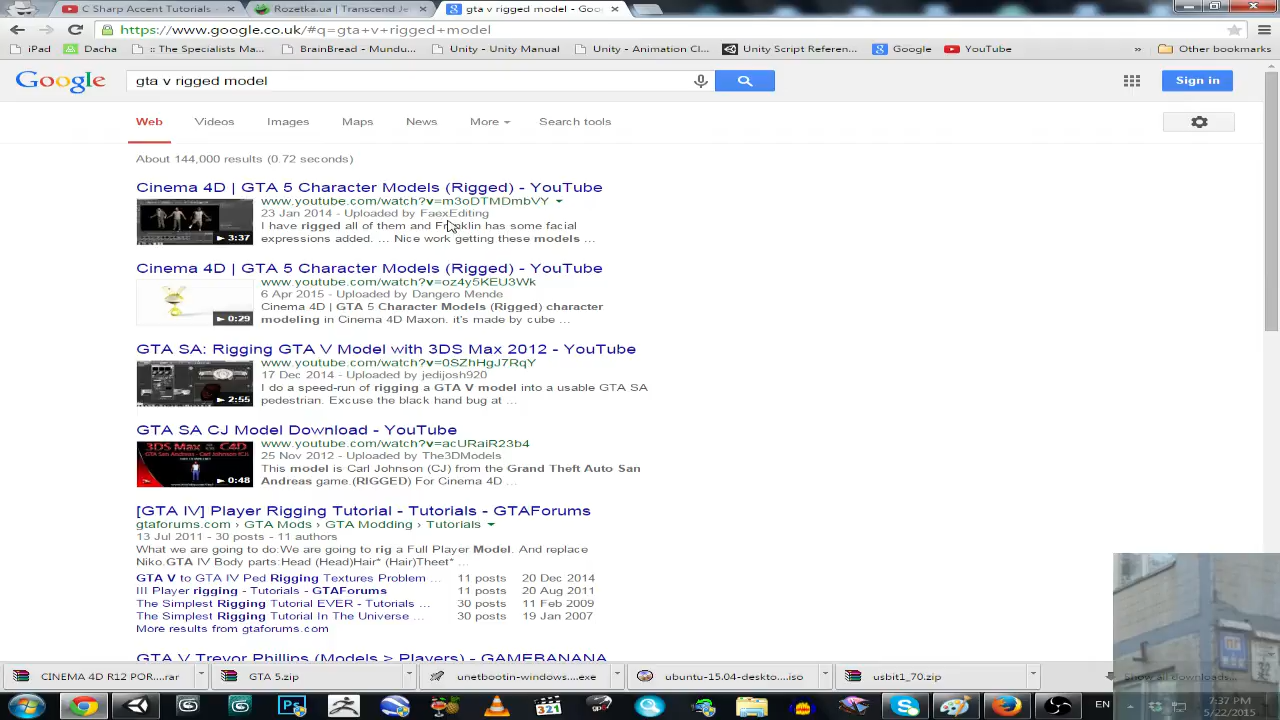 C Sharp Accent Tutorials - × Rozetka.ua | Transcend Je × gta v rigged model - Goo ×
https://www.google.co.uk/#q=gta+v+rigged+model
iPad Dacha :: The Specialists Ma... BrainBread - Mundu... Unity - Unity Manual Unity - Animation Cl... Unity Script Referen... Google YouTube » Other bookmarks
Google gta v rigged model Sign in
Web Videos Images Maps News More Search tools
About 144,000 results (0.72 seconds)
Cinema 4D | GTA 5 Character Models (Rigged) - YouTube
www.youtube.com/watch?v=m3oDTMDmbVY
23 Jan 2014 - Uploaded by FaexEditing
I have rigged all of them and Franklin has some facial
expressions added. ... Nice work getting these models ...
3:37
Cinema 4D | GTA 5 Character Models (Rigged) - YouTube
www.youtube.com/watch?v=oz4y5KEU3Wk
6 Apr 2015 - Uploaded by Dangero Mende
Cinema 4D | GTA 5 Character Models (Rigged) character
modeling in Cinema 4D Maxon. it's made by cube ...
0:29
GTA SA: Rigging GTA V Model with 3DS Max 2012 - YouTube
www.youtube.com/watch?v=0SZhHgJ7RqY
17 Dec 2014 - Uploaded by jedijosh920
I do a speed-run of rigging a GTA V model into a usable GTA SA
pedestrian. Excuse the black hand bug at ...
2:55
GTA SA CJ Model Download - YouTube
www.youtube.com/watch?v=acURaiR23b4
25 Nov 2012 - Uploaded by The3DModels
This model is Carl Johnson (CJ) from the Grand Theft Auto San
Andreas game.(RIGGED) For Cinema 4D ...
3DS Max & C4D
0:48
[GTA IV] Player Rigging Tutorial - Tutorials - GTAForums
gtaforums.com › GTA Mods › GTA Modding › Tutorials
13 Jul 2011 - 30 posts - 11 authors
What we are going to do:We are going to rig a Full Player Model. And replace
Niko.GTA IV Body parts:Head (Head)Hair* (Hair)Theet* ...
GTA V to GTA IV Ped Rigging Textures Problem ... 11 posts 20 Dec 2014
III Player rigging - Tutorials - GTAForums 11 posts 20 Aug 2011
The Simplest Rigging Tutorial EVER - Tutorials ... 30 posts 11 Feb 2009
The Simplest Rigging Tutorial In The Universe ... 30 posts 19 Jan 2007
More results from gtaforums.com
GTA V Trevor Phillips (Models > Players) - GAMEBANANA
CINEMA 4D R12 POR....rar GTA 5.zip unetbootin-windows....exe ubuntu-15.04-deskto....iso usbit1_70.zip Show all downloads...
EN 7:37 PM
5/22/2015